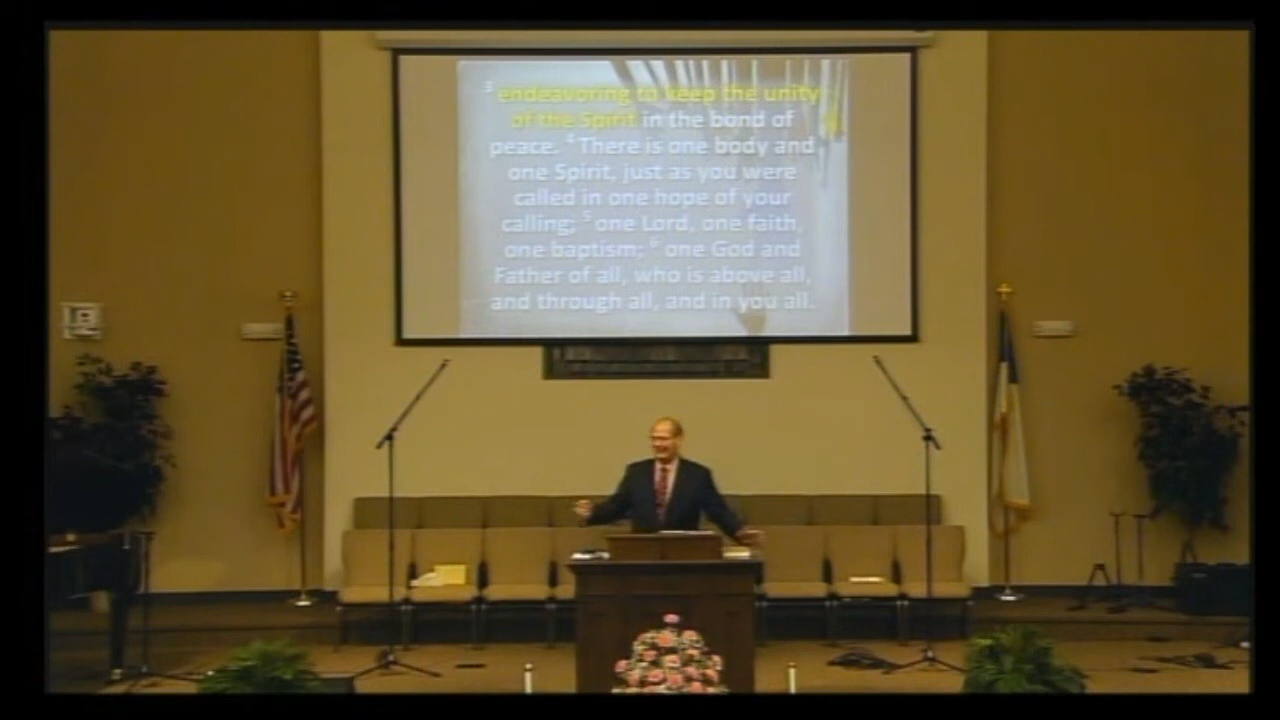 ³ endeavoring to keep the unity
of the Spirit in the bond of
peace. ⁴ There is one body and
one Spirit, just as you were
called in one hope of your
calling; ⁵ one Lord, one faith,
one baptism; ⁶ one God and
Father of all, who is above all,
and through all, and in you all.